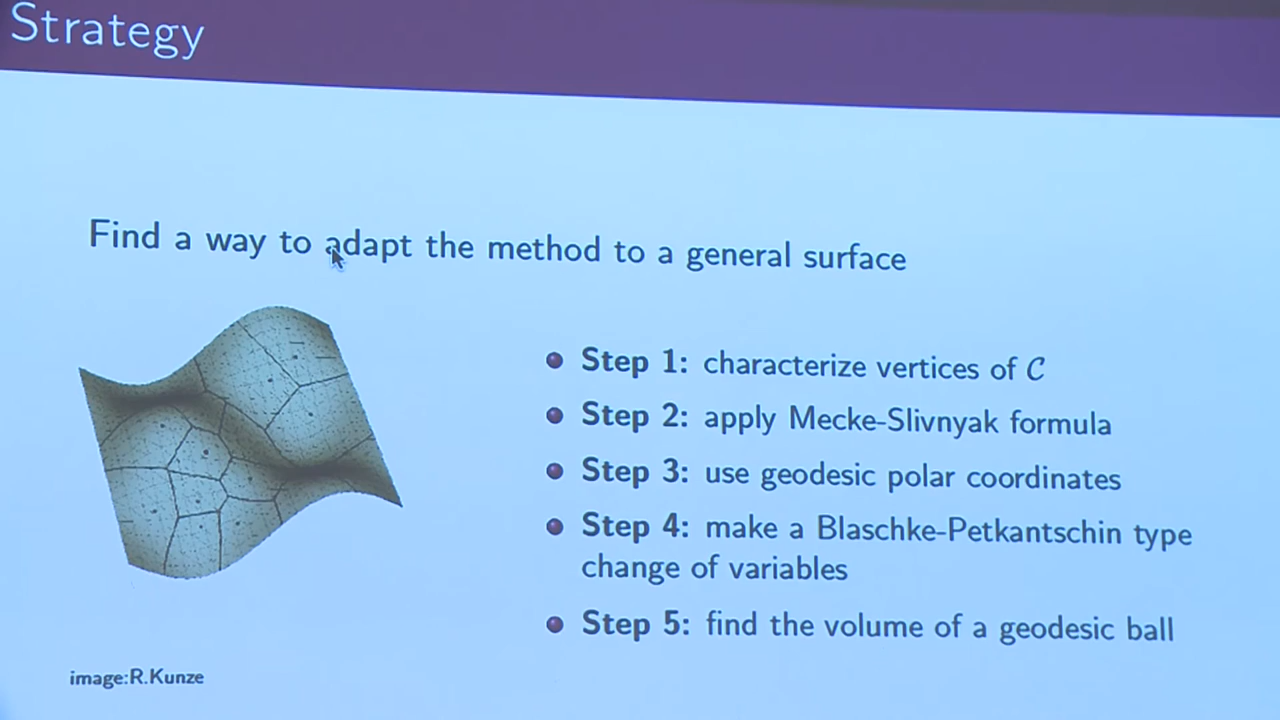 Strategy
Find a way to adapt the method to a general surface
Step 1: characterize vertices of 𝒞
Step 2: apply Mecke-Slivnyak formula
Step 3: use geodesic polar coordinates
Step 4: make a Blaschke-Petkantschin type
change of variables
Step 5: find the volume of a geodesic ball
image:R.Kunze